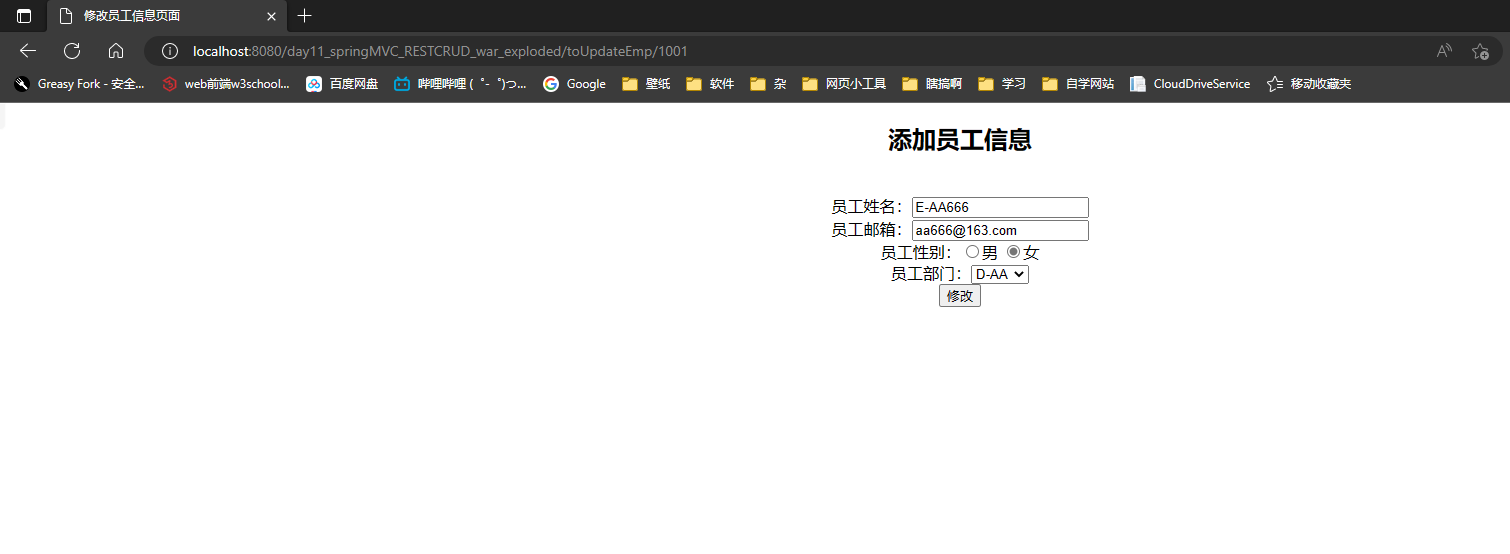 修改员工信息页面
localhost:8080/day11_springMVC_RESTCRUD_war_exploded/toUpdateEmp/1001
Greasy Fork - 安全... web前端w3school... 百度网盘 哔哩哔哩 (゜-゜)つ... Google 壁纸 软件 杂 网页小工具 瞎搞啊 学习 自学网站 CloudDriveService 移动收藏夹
添加员工信息
员工姓名：E-AA666
员工邮箱：aa666@163.com
员工性别：男 女
员工部门：D-AA
修改